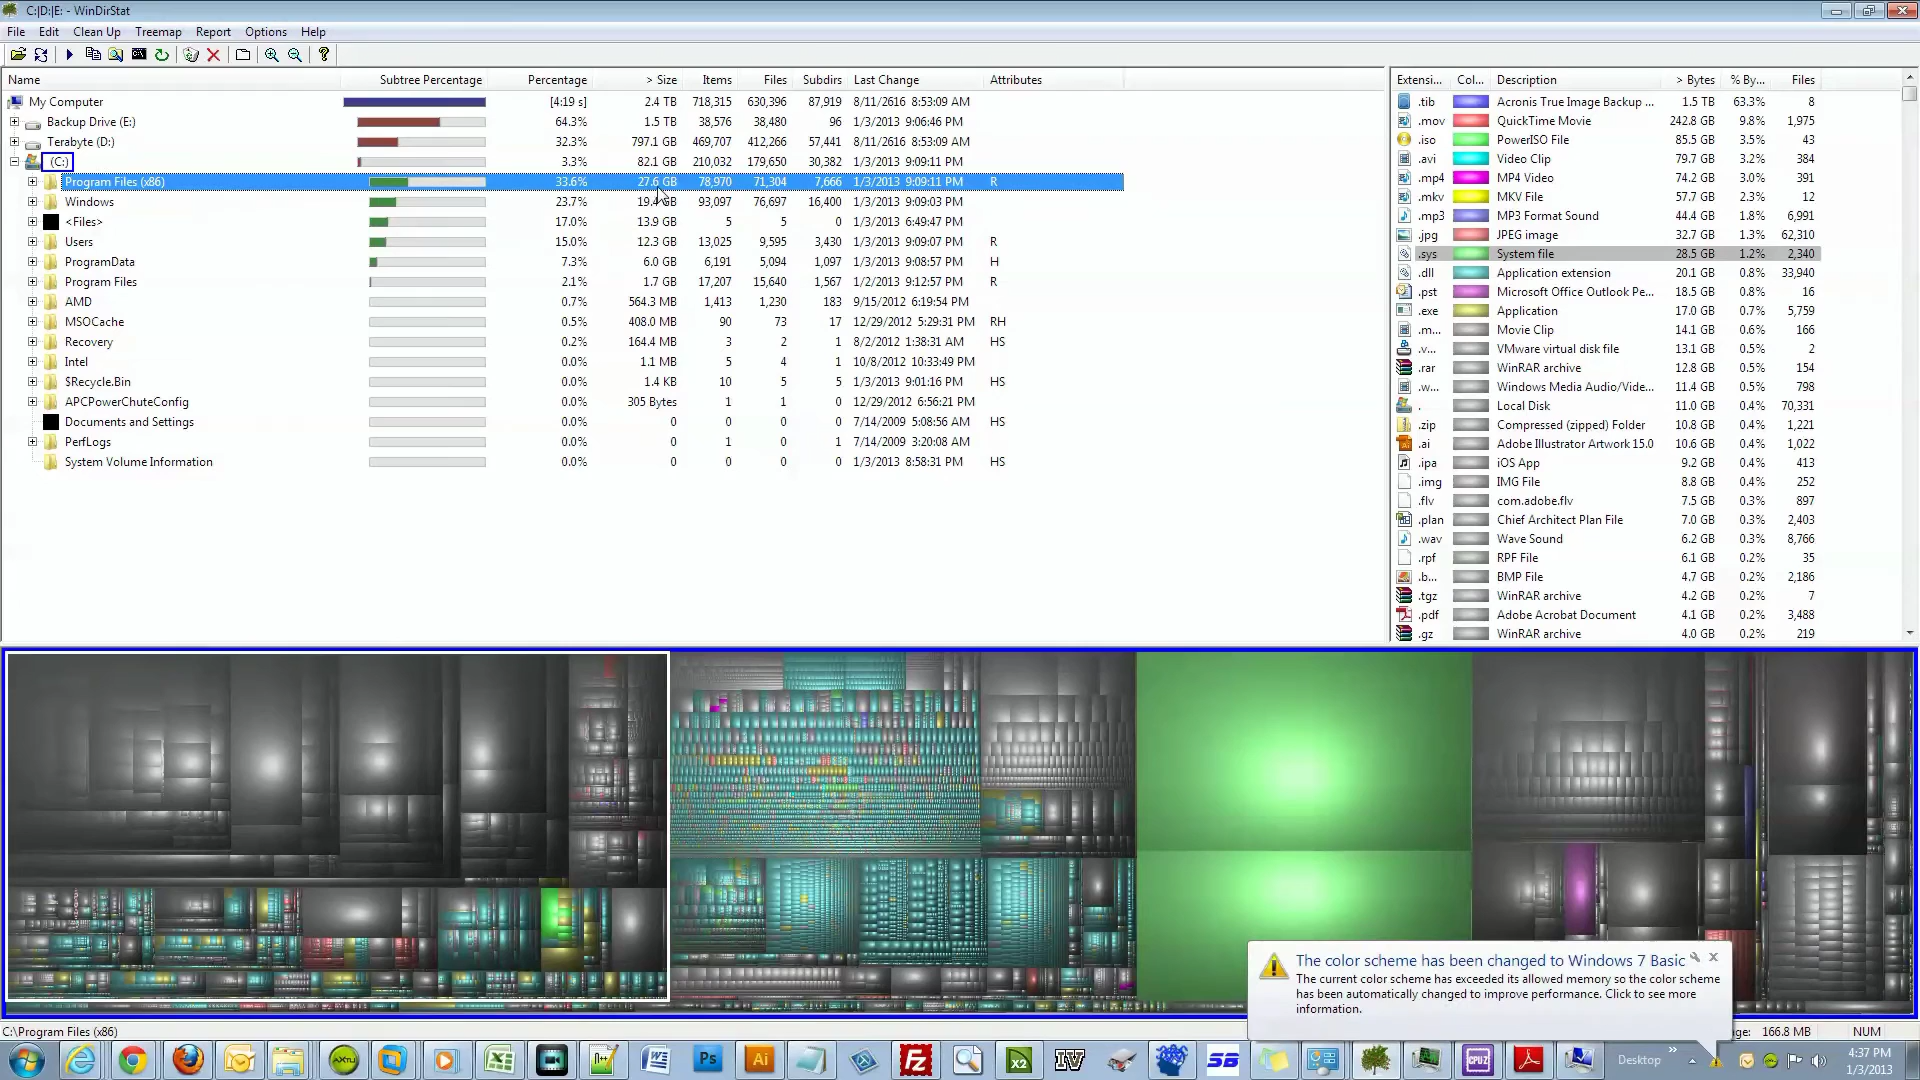 C:|D:|E: - WinDirStat
File Edit Clean Up Treemap Report Options Help
Name Subtree Percentage Percentage > Size Items Files Subdirs Last Change Attributes
My Computer [4:19 s] 2.4 TB 718,315 630,396 87,919 8/11/2616 8:53:09 AM
Backup Drive (E:) 64.3% 1.5 TB 38,576 38,480 96 1/3/2013 9:06:46 PM
Terabyte (D:) 32.3% 797.1 GB 469,707 412,266 57,441 8/11/2616 8:53:09 AM
(C:) 3.3% 82.1 GB 210,032 179,650 30,382 1/3/2013 9:09:11 PM
Program Files (x86) 33.6% 27.6 GB 78,970 71,304 7,666 1/3/2013 9:09:11 PM R
Windows 23.7% GB 93,097 76,697 16,400 1/3/2013 9:09:03 PM
<Files> 17.0% 13.9 GB 5 5 0 1/3/2013 6:49:47 PM
Users 15.0% 12.3 GB 13,025 9,595 3,430 1/3/2013 9:09:07 PM R
ProgramData 7.3% 6.0 GB 6,191 5,094 1,097 1/3/2013 9:08:57 PM H
Program Files 2.1% 1.7 GB 17,207 15,640 1,567 1/2/2013 9:12:57 PM R
AMD 0.7% 564.3 MB 1,413 1,230 183 9/15/2012 6:19:54 PM
MSOCache 0.5% 408.0 MB 90 73 17 12/29/2012 5:29:31 PM RH
Recovery 0.2% 164.4 MB 3 2 1 8/2/2012 1:38:31 AM HS
Intel 0.0% 1.1 MB 5 4 1 10/8/2012 10:33:49 PM
$Recycle.Bin 0.0% 1.4 KB 10 5 5 1/3/2013 9:01:16 PM HS
APCPowerChuteConfig 0.0% 305 Bytes 1 1 0 12/29/2012 6:56:21 PM
Documents and Settings 0.0% 0 0 0 0 7/14/2009 5:08:56 AM HS
PerfLogs 0.0% 0 1 0 1 7/14/2009 3:20:08 AM
System Volume Information 0.0% 0 0 0 0 1/3/2013 8:58:31 PM HS
Extensi... Col... Description > Bytes % By... Files
.tib Acronis True Image Backup ... 1.5 TB 63.3% 8
.mov QuickTime Movie 242.8 GB 9.8% 1,975
.iso PowerISO File 85.5 GB 3.5% 43
.avi Video Clip 79.7 GB 3.2% 384
.mp4 MP4 Video 74.2 GB 3.0% 391
.mkv MKV File 57.7 GB 2.3% 12
.mp3 MP3 Format Sound 44.4 GB 1.8% 6,991
.jpg JPEG image 32.7 GB 1.3% 62,310
.sys System file 28.5 GB 1.2% 2,340
.dll Application extension 20.1 GB 0.8% 33,940
.pst Microsoft Office Outlook Pe... 18.5 GB 0.8% 16
.exe Application 17.0 GB 0.7% 5,759
.m... Movie Clip 14.1 GB 0.6% 166
.v... VMware virtual disk file 13.1 GB 0.5% 2
.rar WinRAR archive 12.8 GB 0.5% 154
.w... Windows Media Audio/Vide... 11.4 GB 0.5% 798
. Local Disk 11.0 GB 0.4% 70,331
.zip Compressed (zipped) Folder 10.8 GB 0.4% 1,221
.ai Adobe Illustrator Artwork 15.0 10.6 GB 0.4% 1,022
.ipa iOS App 9.2 GB 0.4% 413
.img IMG File 8.8 GB 0.4% 252
.flv com.adobe.flv 7.5 GB 0.3% 897
.plan Chief Architect Plan File 7.0 GB 0.3% 2,403
.wav Wave Sound 6.2 GB 0.3% 8,766
.rpf RPF File 6.1 GB 0.2% 35
.b... BMP File 4.7 GB 0.2% 2,186
.tgz WinRAR archive 4.2 GB 0.2% 7
.pdf Adobe Acrobat Document 4.1 GB 0.2% 3,488
.gz WinRAR archive 4.0 GB 0.2% 219
The color scheme has been changed to Windows 7 Basic
The current color scheme has exceeded its allowed memory so the color scheme
has been automatically changed to improve performance. Click to see more
information.
C:\Program Files (x86) ge: 166.8 MB NUM
Ps Ai Fz X2 IV SB CPU-Z Desktop » 4:37 PM
1/3/2013